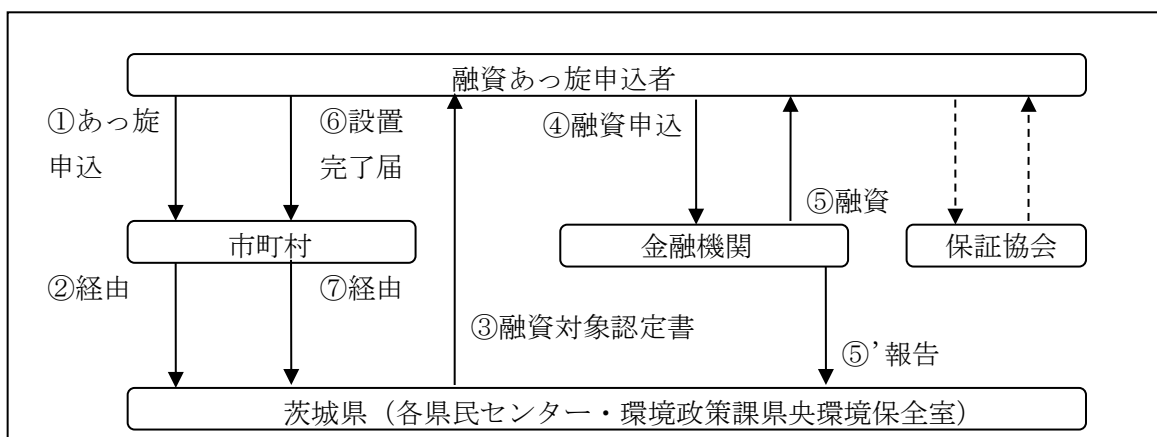 融資あっ旋申込者
①あっ旋
申込
⑥設置
完了届
④融資申込
⑤融資
市町村
金融機関
保証協会
②経由
⑦経由
③融資対象認定書
⑤’報告
茨城県（各県民センター・環境政策課県央環境保全室）